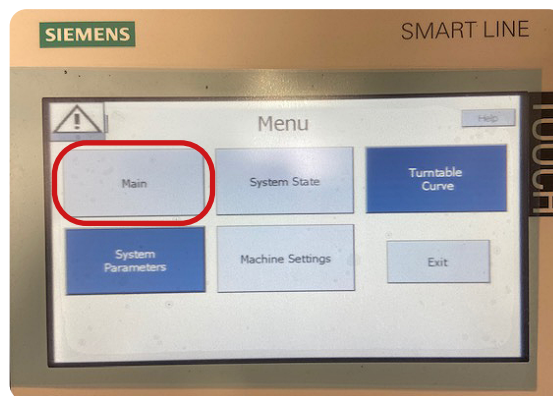 SIEMENS
SMART LINE
TOUCH
Menu
Help
Main
System State
Turntable
Curve
System
Parameters
Machine Settings
Exit